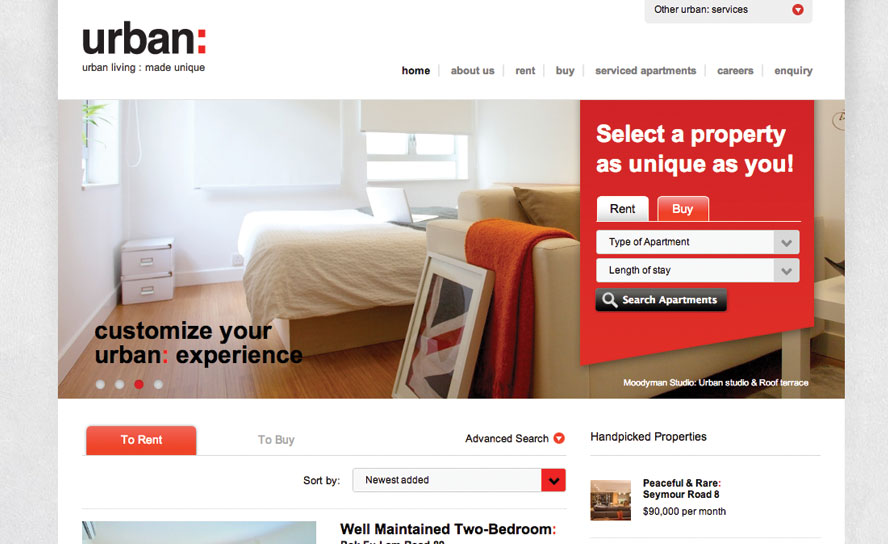 Other urban: services
urban:
urban living : made unique
home
about us
rent
buy
serviced apartments
careers
enquiry
Select a property
as unique as you!
Rent
Buy
Type of Apartment
Length of stay
Search Apartments
customize your
urban: experience
Moodyman Studio: Urban studio & Roof terrace
To Rent
To Buy
Advanced Search
Handpicked Properties
Sort by:
Newest added
Peaceful & Rare:
Seymour Road 8
$90,000 per month
Well Maintained Two-Bedroom: